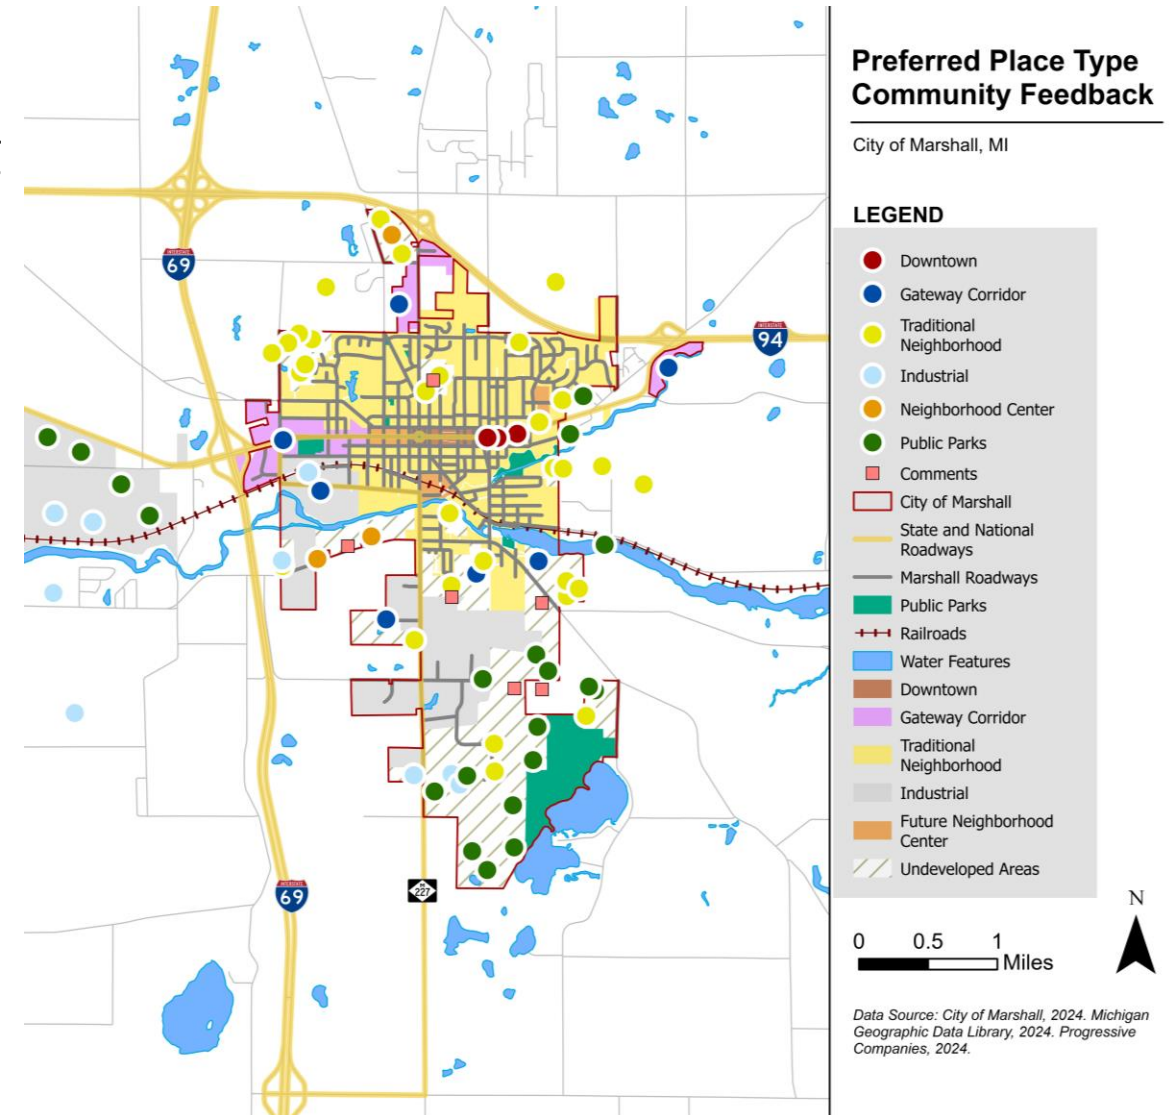 Preferred Place Type
Community Feedback
City of Marshall, MI
LEGEND
Downtown
Gateway Corridor
Traditional
Neighborhood
Industrial
Neighborhood Center
Public Parks
Comments
City of Marshall
State and National
Roadways
Marshall Roadways
Public Parks
Railroads
Water Features
Downtown
Gateway Corridor
Traditional
Neighborhood
Industrial
Future Neighborhood
Center
Undeveloped Areas
N
0 0.5 1
Miles
Data Source: City of Marshall, 2024. Michigan
Geographic Data Library, 2024. Progressive
Companies, 2024.
INTERSTATE
69
INTERSTATE
94
INTERSTATE
69
M
227